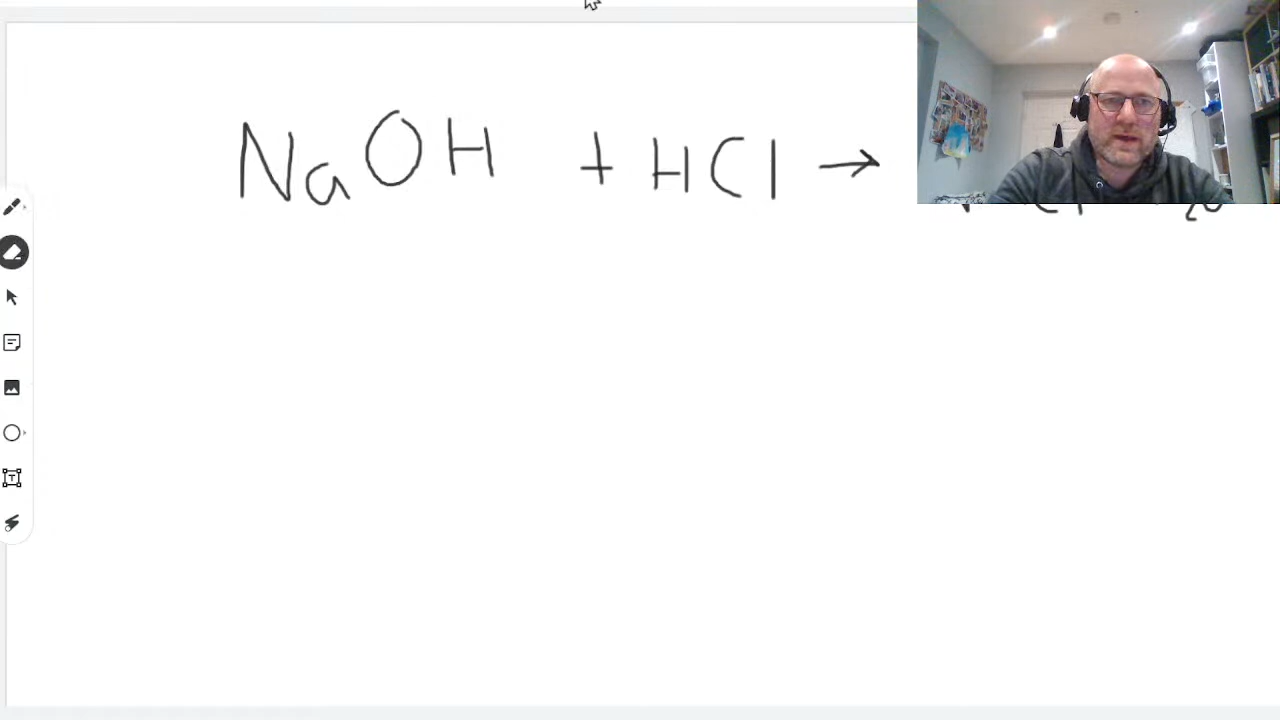 NaOH + HCl →